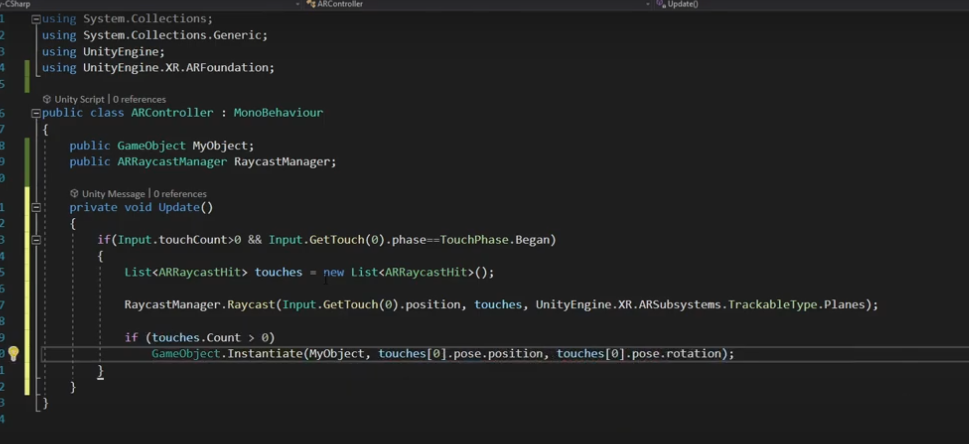 y-CSharp ARController Update()
1 using System.Collections;
2 using System.Collections.Generic;
3 using UnityEngine;
4 using UnityEngine.XR.ARFoundation;
5
Unity Script | 0 references
6 public class ARController : MonoBehaviour
7 {
8 public GameObject MyObject;
9 public ARRaycastManager RaycastManager;
0
Unity Message | 0 references
1 private void Update()
2 {
3 if(Input.touchCount>0 && Input.GetTouch(0).phase==TouchPhase.Began)
4 {
5 List<ARRaycastHit> touches = new List<ARRaycastHit>();
6
7 RaycastManager.Raycast(Input.GetTouch(0).position, touches, UnityEngine.XR.ARSubsystems.TrackableType.Planes);
8
9 if (touches.Count > 0)
0 GameObject.Instantiate(MyObject, touches[0].pose.position, touches[0].pose.rotation);
1 }
2 }
3 }
4